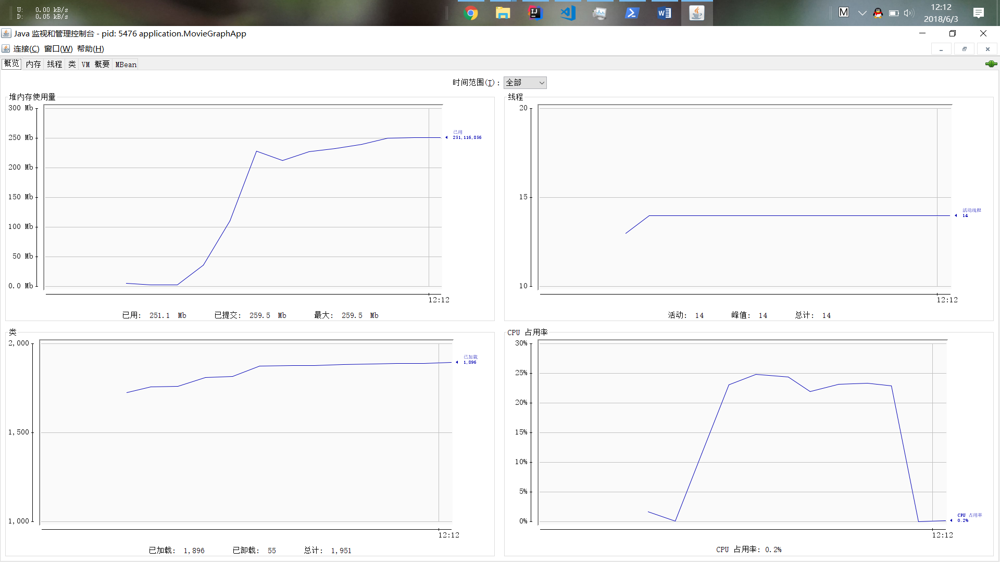 U: 0.00 kB/s
D: 0.05 kB/s
M
12:12
2018/6/3
Java 监视和管理控制台 - pid: 5476 application.MovieGraphApp
连接(C) 窗口(W) 帮助(H)
概览 内存 线程 类 VM 概要 MBean
时间范围(T): 全部
堆内存使用量
300 Mb
250 Mb
200 Mb
150 Mb
100 Mb
50 Mb
0.0 Mb
已用
251,116,856
12:12
已用: 251.1 Mb 已提交: 259.5 Mb 最大: 259.5 Mb
线程
20
15
10
活动线程
14
12:12
活动: 14 峰值: 14 总计: 14
类
2,000
1,500
1,000
已加载
1,896
12:12
已加载: 1,896 已卸载: 55 总计: 1,951
CPU 占用率
30%
25%
20%
15%
10%
5%
0%
CPU 占用率
0.2%
12:12
CPU 占用率: 0.2%